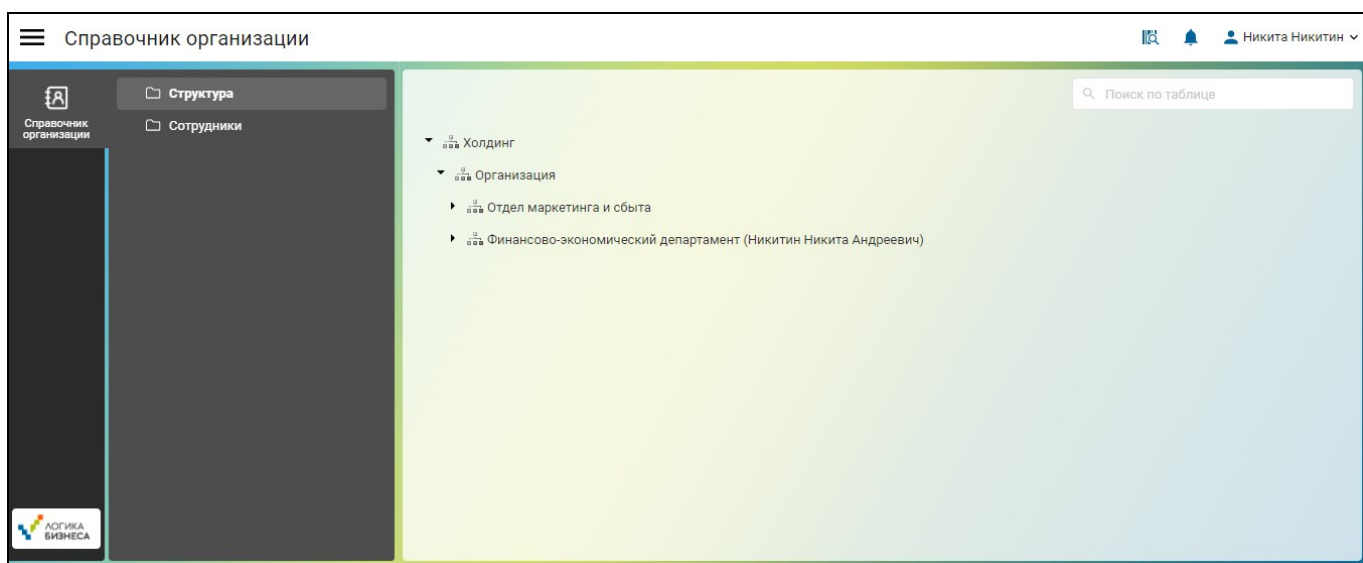 Справочник организации
Никита Никитин
Справочник
организации
Структура
Сотрудники
Поиск по таблице
Холдинг
Организация
Отдел маркетинга и сбыта
Финансово-экономический департамент (Никитин Никита Андреевич)
ЛОГИКА
БИЗНЕСА